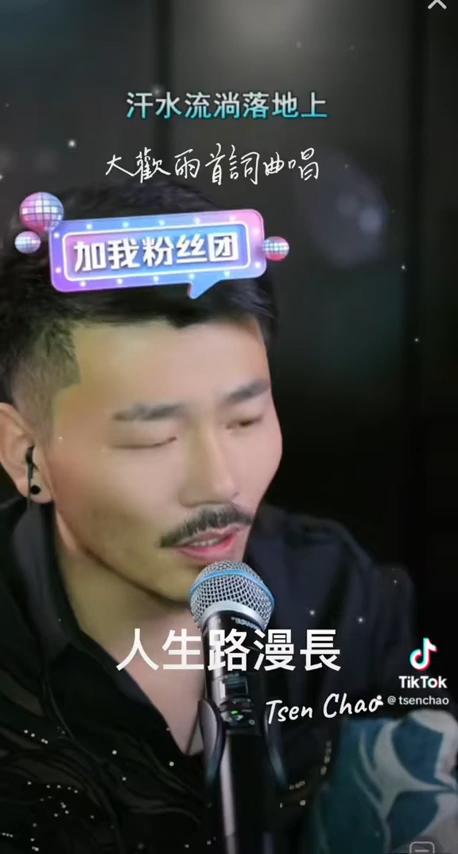 汗水流淌落地上
大歡雨首詞曲唱
加我粉丝团
人生路漫長
TikTok
Tsen Chao
@tsenchao